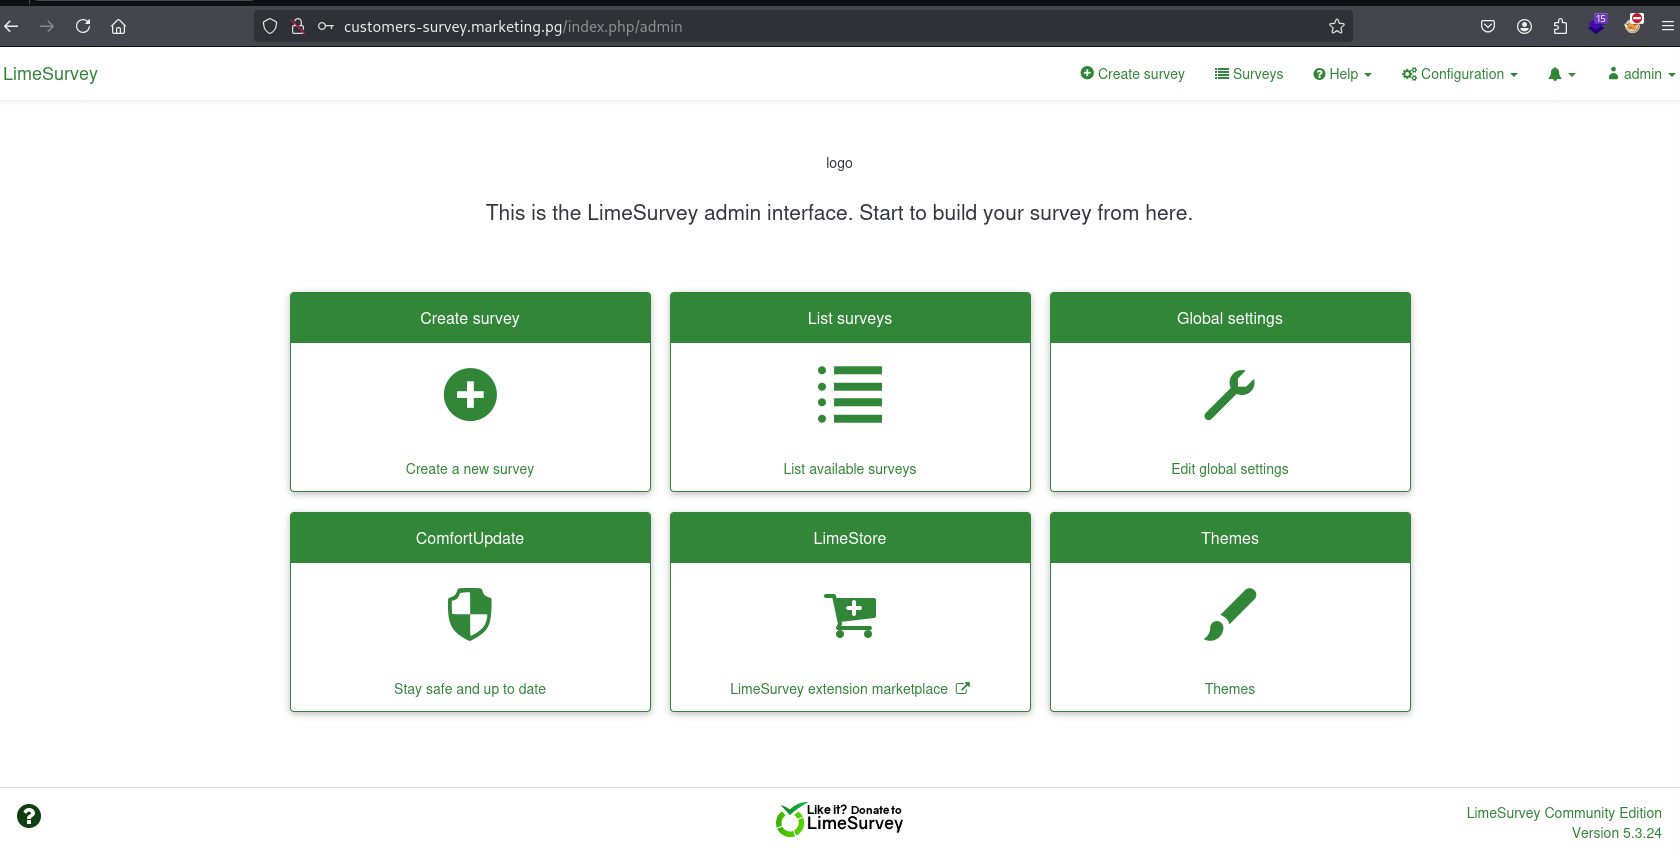 customers-survey.marketing.pg/index.php/admin
15
LimeSurvey
Create survey
Surveys
Help
Configuration
admin
logo
This is the LimeSurvey admin interface. Start to build your survey from here.
Create survey
List surveys
Global settings
Create a new survey
List available surveys
Edit global settings
ComfortUpdate
LimeStore
Themes
Stay safe and up to date
LimeSurvey extension marketplace
Themes
?
Like it? Donate to
LimeSurvey
LimeSurvey Community Edition
Version 5.3.24